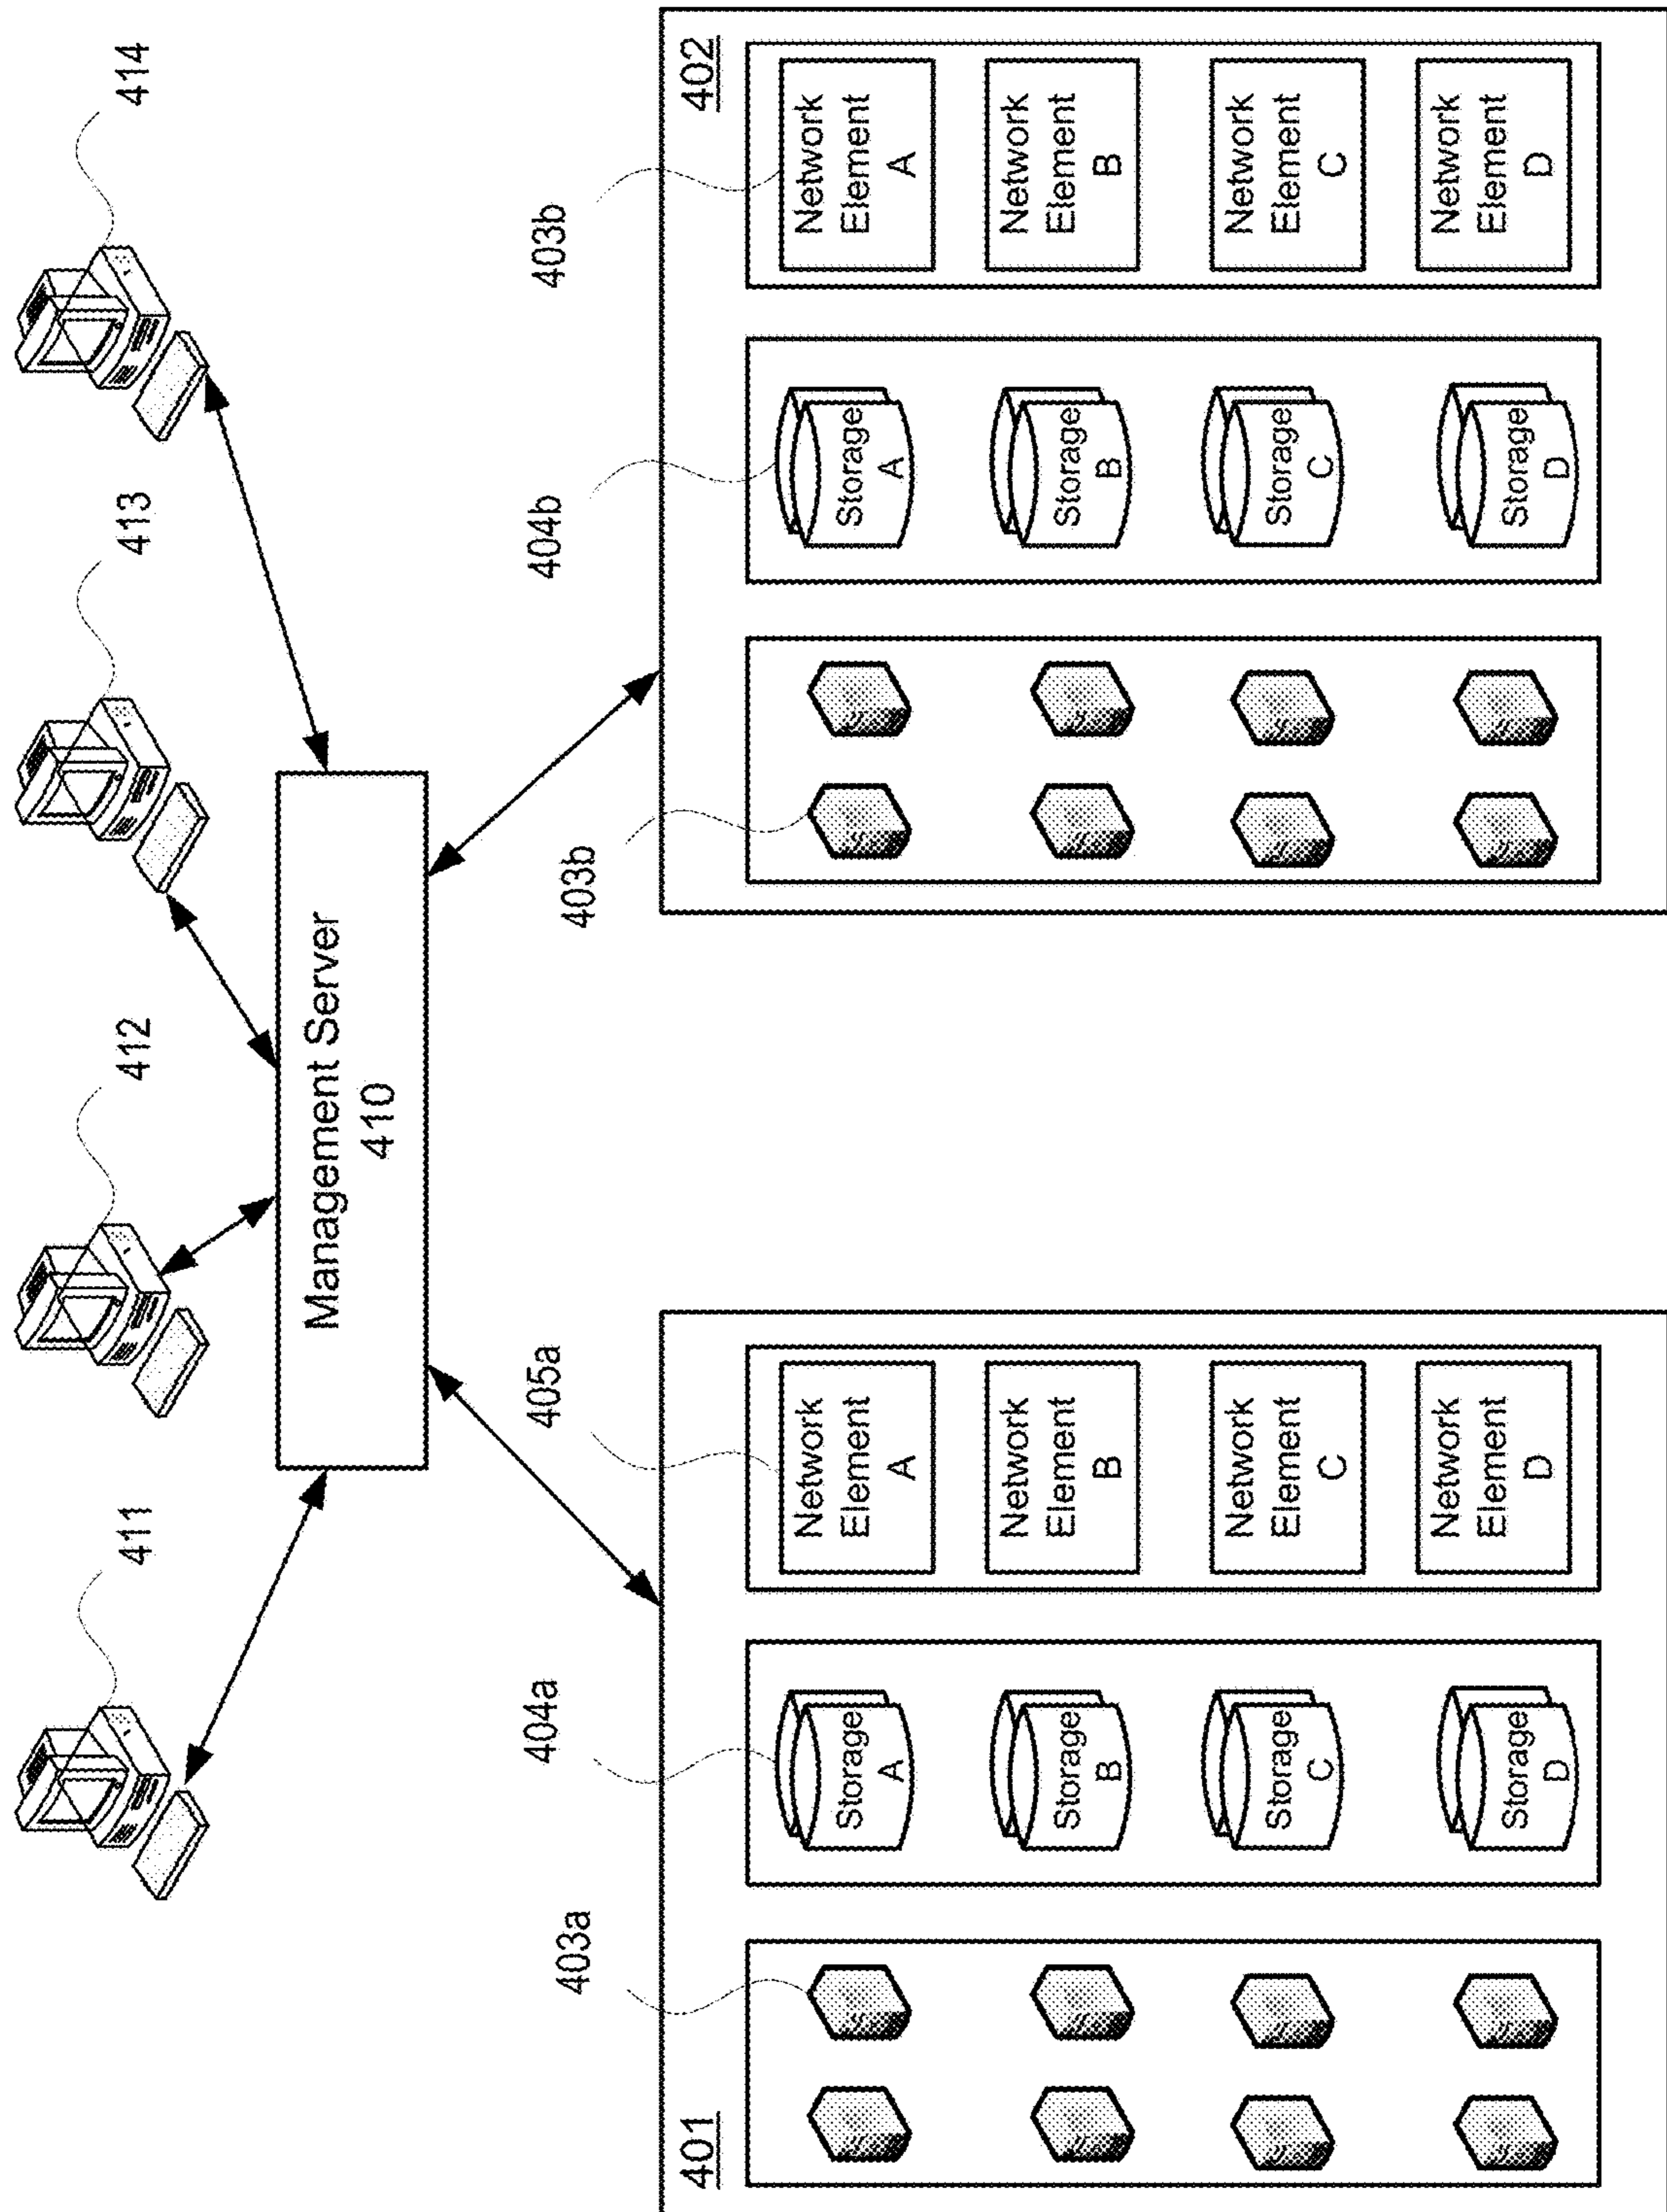 411
412
413
414
Management Server
410
403a
404a
405a
403b
404b
403b
401
Storage
A
Storage
B
Storage
C
Storage
D
Network
Element
A
Network
Element
B
Network
Element
C
Network
Element
D
402
Storage
A
Storage
B
Storage
C
Storage
D
Network
Element
A
Network
Element
B
Network
Element
C
Network
Element
D